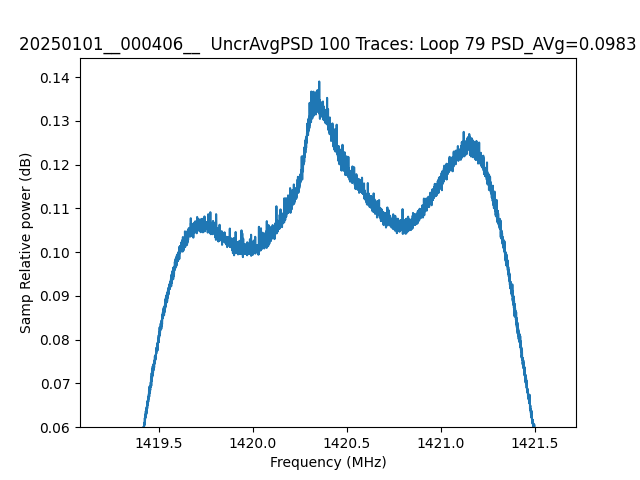 20250101__000406__ UncrAvgPSD 100 Traces: Loop 79 PSD_AVg=0.0983
0.14
0.13
0.12
0.11
0.10
0.09
0.08
0.07
0.06
Samp Relative power (dB)
1419.5 1420.0 1420.5 1421.0 1421.5
Frequency (MHz)